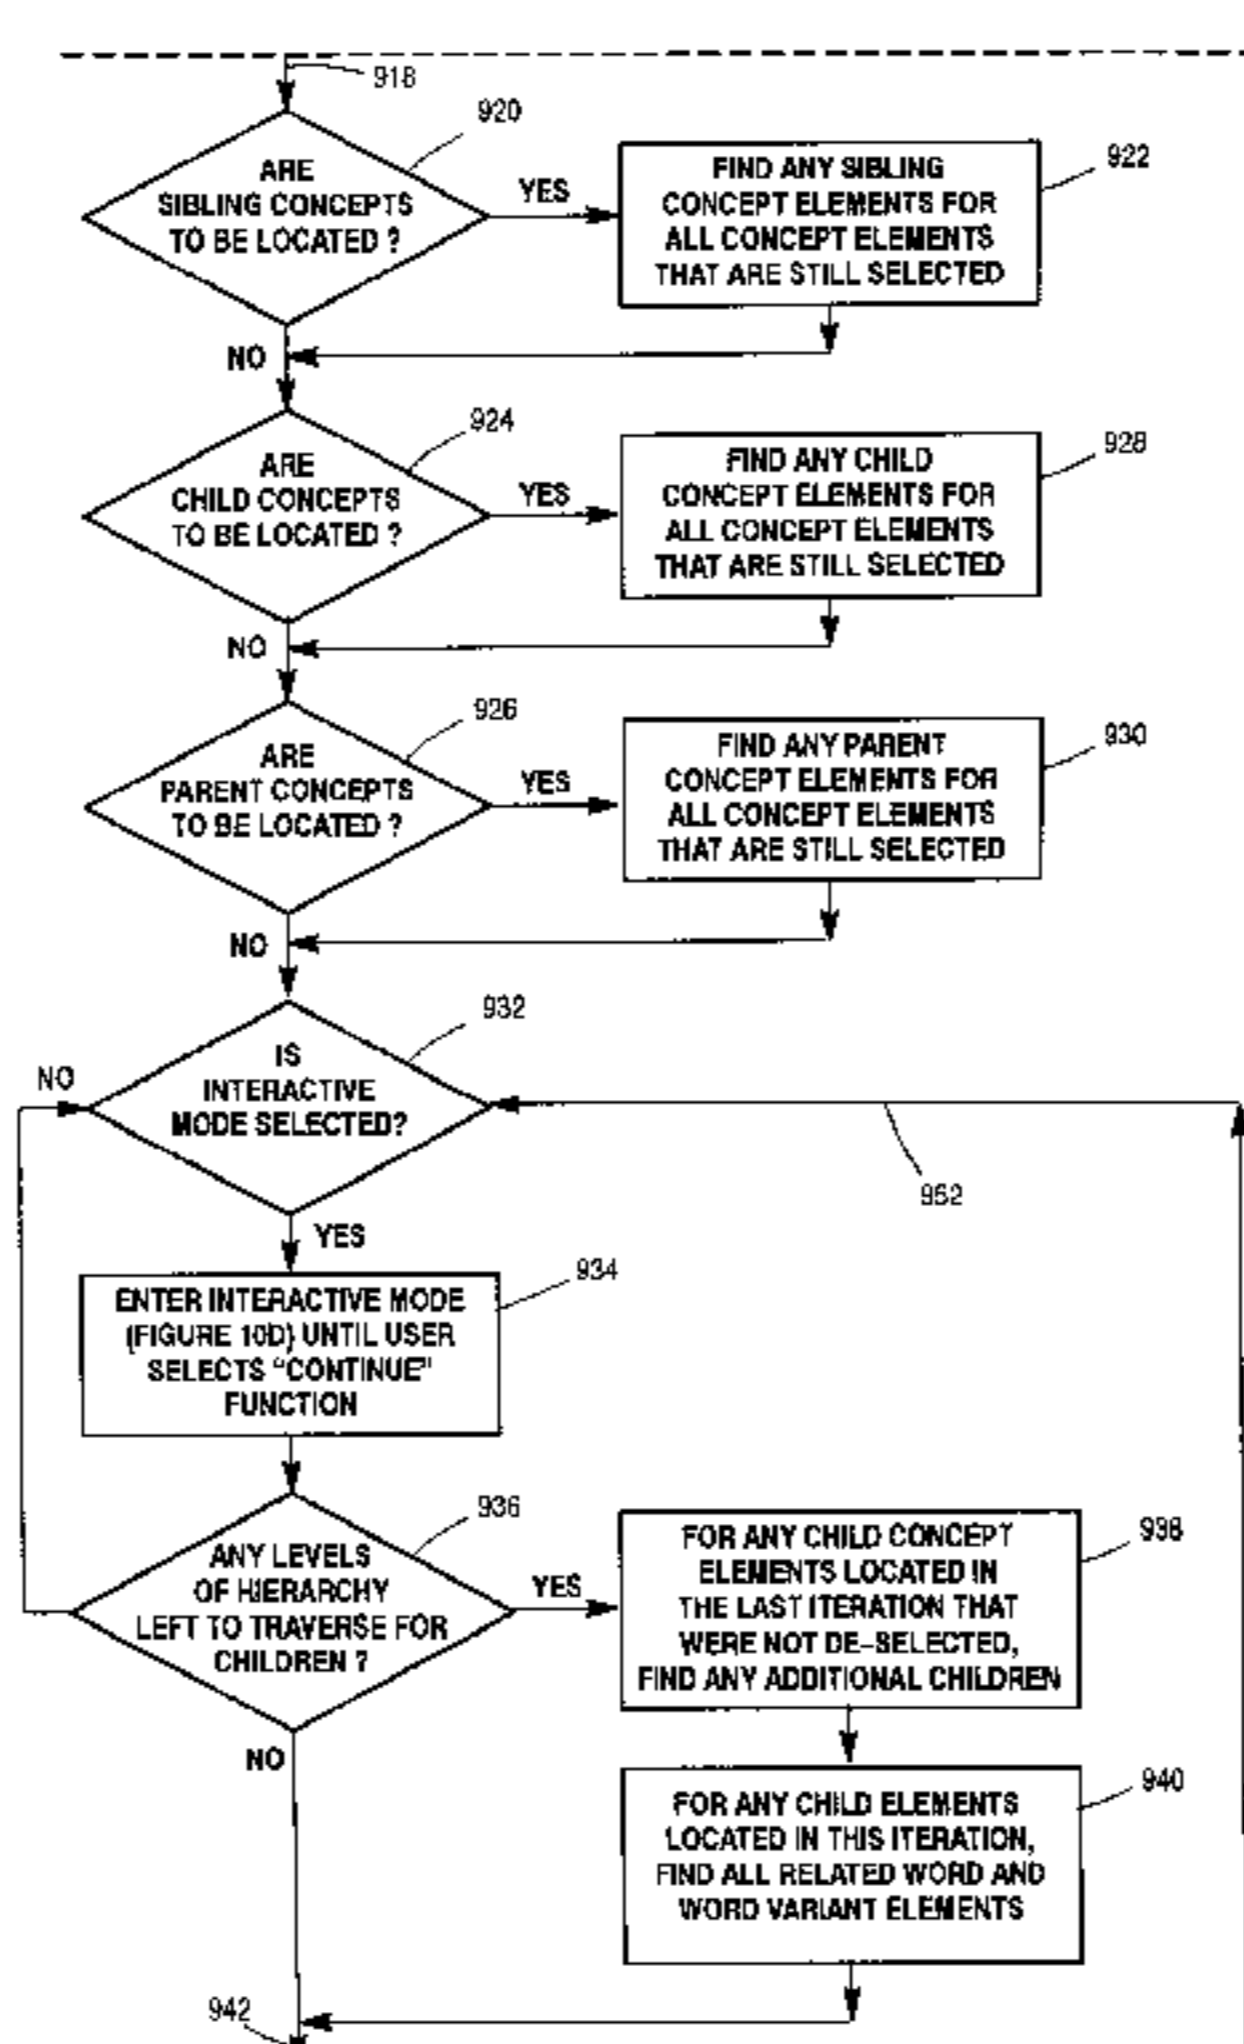 918
920
ARE
SIBLING CONCEPTS
TO BE LOCATED ?
YES
FIND ANY SIBLING
CONCEPT ELEMENTS FOR
ALL CONCEPT ELEMENTS
THAT ARE STILL SELECTED
922
NO
924
ARE
CHILD CONCEPTS
TO BE LOCATED ?
YES
FIND ANY CHILD
CONCEPT ELEMENTS FOR
ALL CONCEPT ELEMENTS
THAT ARE STILL SELECTED
928
NO
926
ARE
PARENT CONCEPTS
TO BE LOCATED ?
YES
FIND ANY PARENT
CONCEPT ELEMENTS FOR
ALL CONCEPT ELEMENTS
THAT ARE STILL SELECTED
930
NO
932
IS
INTERACTIVE
MODE SELECTED?
NO
952
YES
934
ENTER INTERACTIVE MODE
(FIGURE 10D) UNTIL USER
SELECTS "CONTINUE"
FUNCTION
936
ANY LEVELS
OF HIERARCHY
LEFT TO TRAVERSE FOR
CHILDREN ?
YES
FOR ANY CHILD CONCEPT
ELEMENTS LOCATED IN
THE LAST ITERATION THAT
WERE NOT DE-SELECTED,
FIND ANY ADDITIONAL CHILDREN
938
NO
FOR ANY CHILD ELEMENTS
LOCATED IN THIS ITERATION,
FIND ALL RELATED WORD AND
WORD VARIANT ELEMENTS
940
942